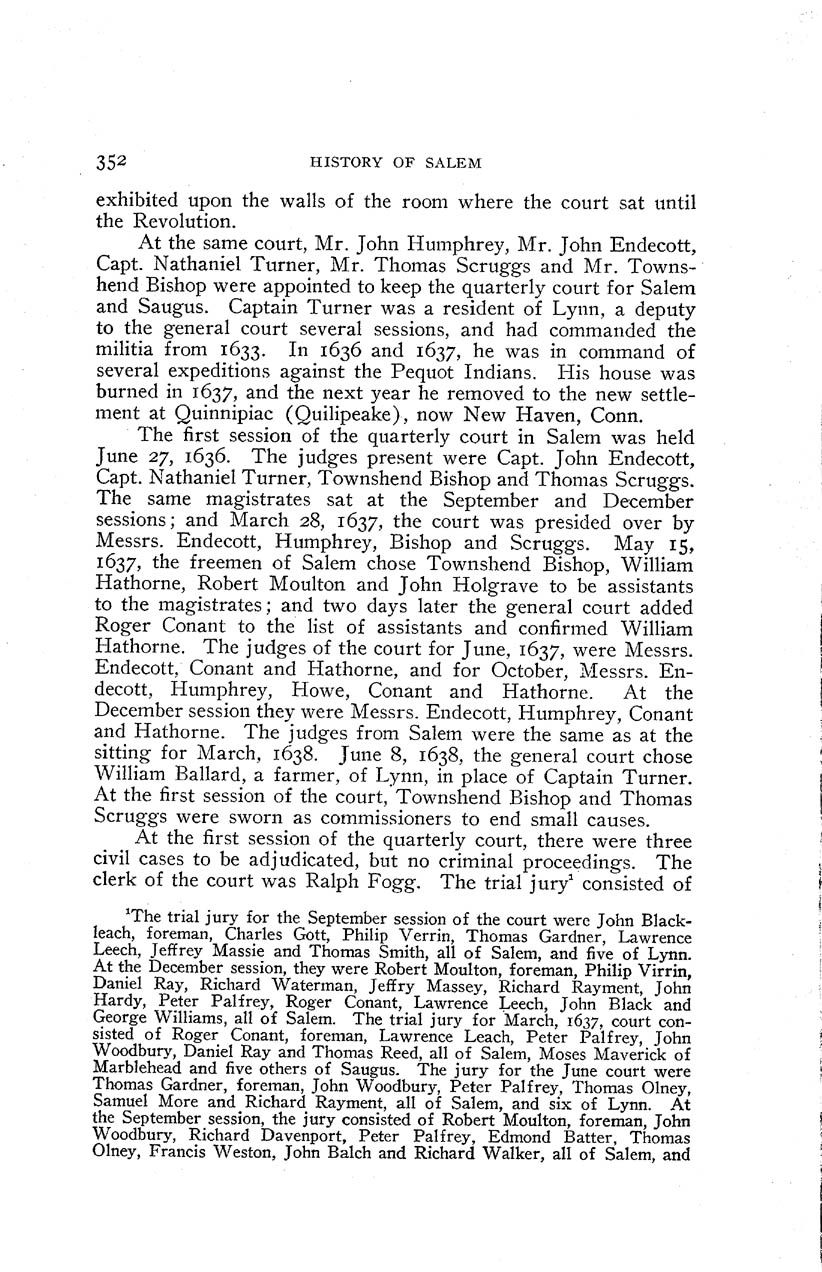 352 HISTORY OF SALEM
exhibited upon the walls of the room where the court sat until
the Revolution.
At the same court, Mr. John Humphrey, Mr. John Endecott,
Capt. Nathaniel Turner, Mr. Thomas Scruggs and Mr. Towns-
hend Bishop were appointed to keep the quarterly court for Salem
and Saugus. Captain Turner was a resident of Lynn, a deputy
to the general court several sessions, and had commanded the
militia from 1633. In 1636 and 1637, he was in command of
several expeditions against the Pequot Indians. His house was
burned in 1637, and the next year he removed to the new settle-
ment at Quinnipiac (Quilipeake), now New Haven, Conn.
The first session of the quarterly court in Salem was held
June 27, 1636. The judges present were Capt. John Endecott,
Capt. Nathaniel Turner, Townshend Bishop and Thomas Scruggs.
The same magistrates sat at the September and December
sessions; and March 28, 1637, the court was presided over by
Messrs. Endecott, Humphrey, Bishop and Scruggs. May 15,
1637, the freemen of Salem chose Townshend Bishop, William
Hathorne, Robert Moulton and John Holgrave to be assistants
to the magistrates; and two days later the general court added
Roger Conant to the list of assistants and confirmed William
Hathorne. The judges of the court for June, 1637, were Messrs.
Endecott, Conant and Hathorne, and for October, Messrs. En-
decott, Humphrey, Howe, Conant and Hathorne. At the
December session they were Messrs. Endecott, Humphrey, Conant
and Hathorne. The judges from Salem were the same as at the
sitting for March, 1638. June 8, 1638, the general court chose
William Ballard, a farmer, of Lynn, in place of Captain Turner.
At the first session of the court, Townshend Bishop and Thomas
Scruggs were sworn as commissioners to end small causes.
At the first session of the quarterly court, there were three
civil cases to be adjudicated, but no criminal proceedings. The
clerk of the court was Ralph Fogg. The trial jury¹ consisted of
¹The trial jury for the September session of the court were John Black-
leach, foreman, Charles Gott, Philip Verrin, Thomas Gardner, Lawrence
Leech, Jeffrey Massie and Thomas Smith, all of Salem, and five of Lynn.
At the December session, they were Robert Moulton, foreman, Philip Virrin,
Daniel Ray, Richard Waterman, Jeffry Massey, Richard Rayment, John
Hardy, Peter Palfrey, Roger Conant, Lawrence Leech, John Black and
George Williams, all of Salem. The trial jury for March, 1637, court con-
sisted of Roger Conant, foreman, Lawrence Leach, Peter Palfrey, John
Woodbury, Daniel Ray and Thomas Reed, all of Salem, Moses Maverick of
Marblehead and five others of Saugus. The jury for the June court were
Thomas Gardner, foreman, John Woodbury, Peter Palfrey, Thomas Olney,
Samuel More and Richard Rayment, all of Salem, and six of Lynn. At
the September session, the jury consisted of Robert Moulton, foreman, John
Woodbury, Richard Davenport, Peter Palfrey, Edmond Batter, Thomas
Olney, Francis Weston, John Balch and Richard Walker, all of Salem, and